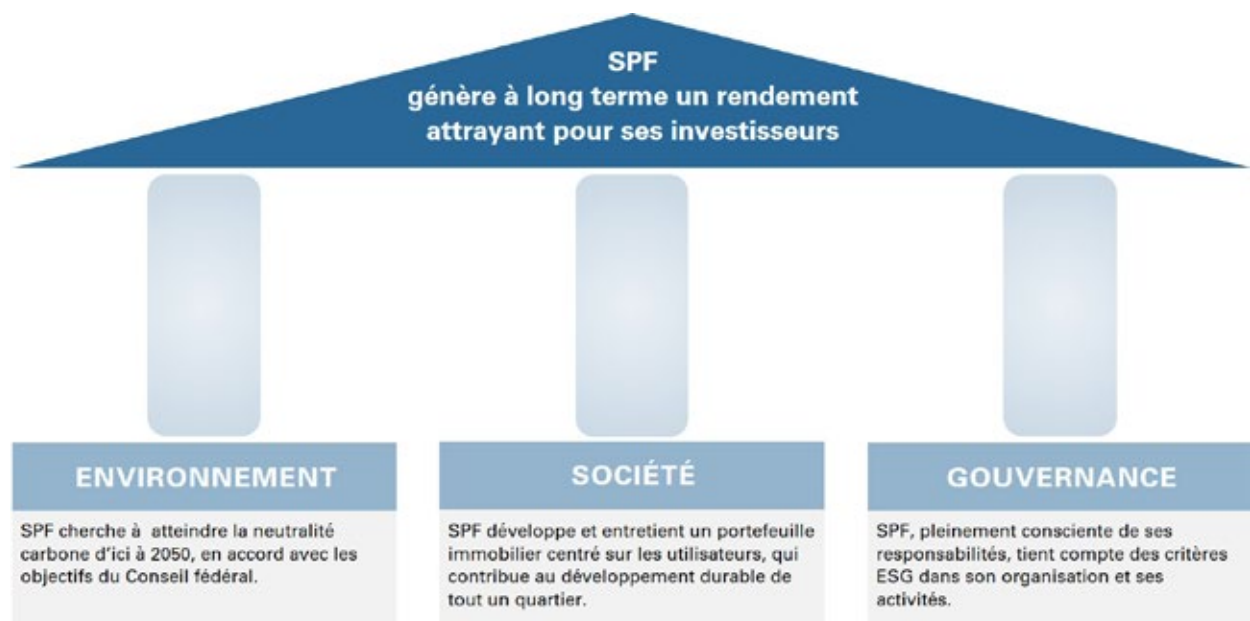 SPF
génère à long terme un rendement
attrayant pour ses investisseurs
ENVIRONNEMENT
SPF cherche à atteindre la neutralité
carbone d'ici à 2050, en accord avec les
objectifs du Conseil fédéral.
SOCIÉTÉ
SPF développe et entretient un portefeuille
immobilier centré sur les utilisateurs, qui
contribue au développement durable de
tout un quartier.
GOUVERNANCE
SPF, pleinement consciente de ses
responsabilités, tient compte des critères
ESG dans son organisation et ses
activités.